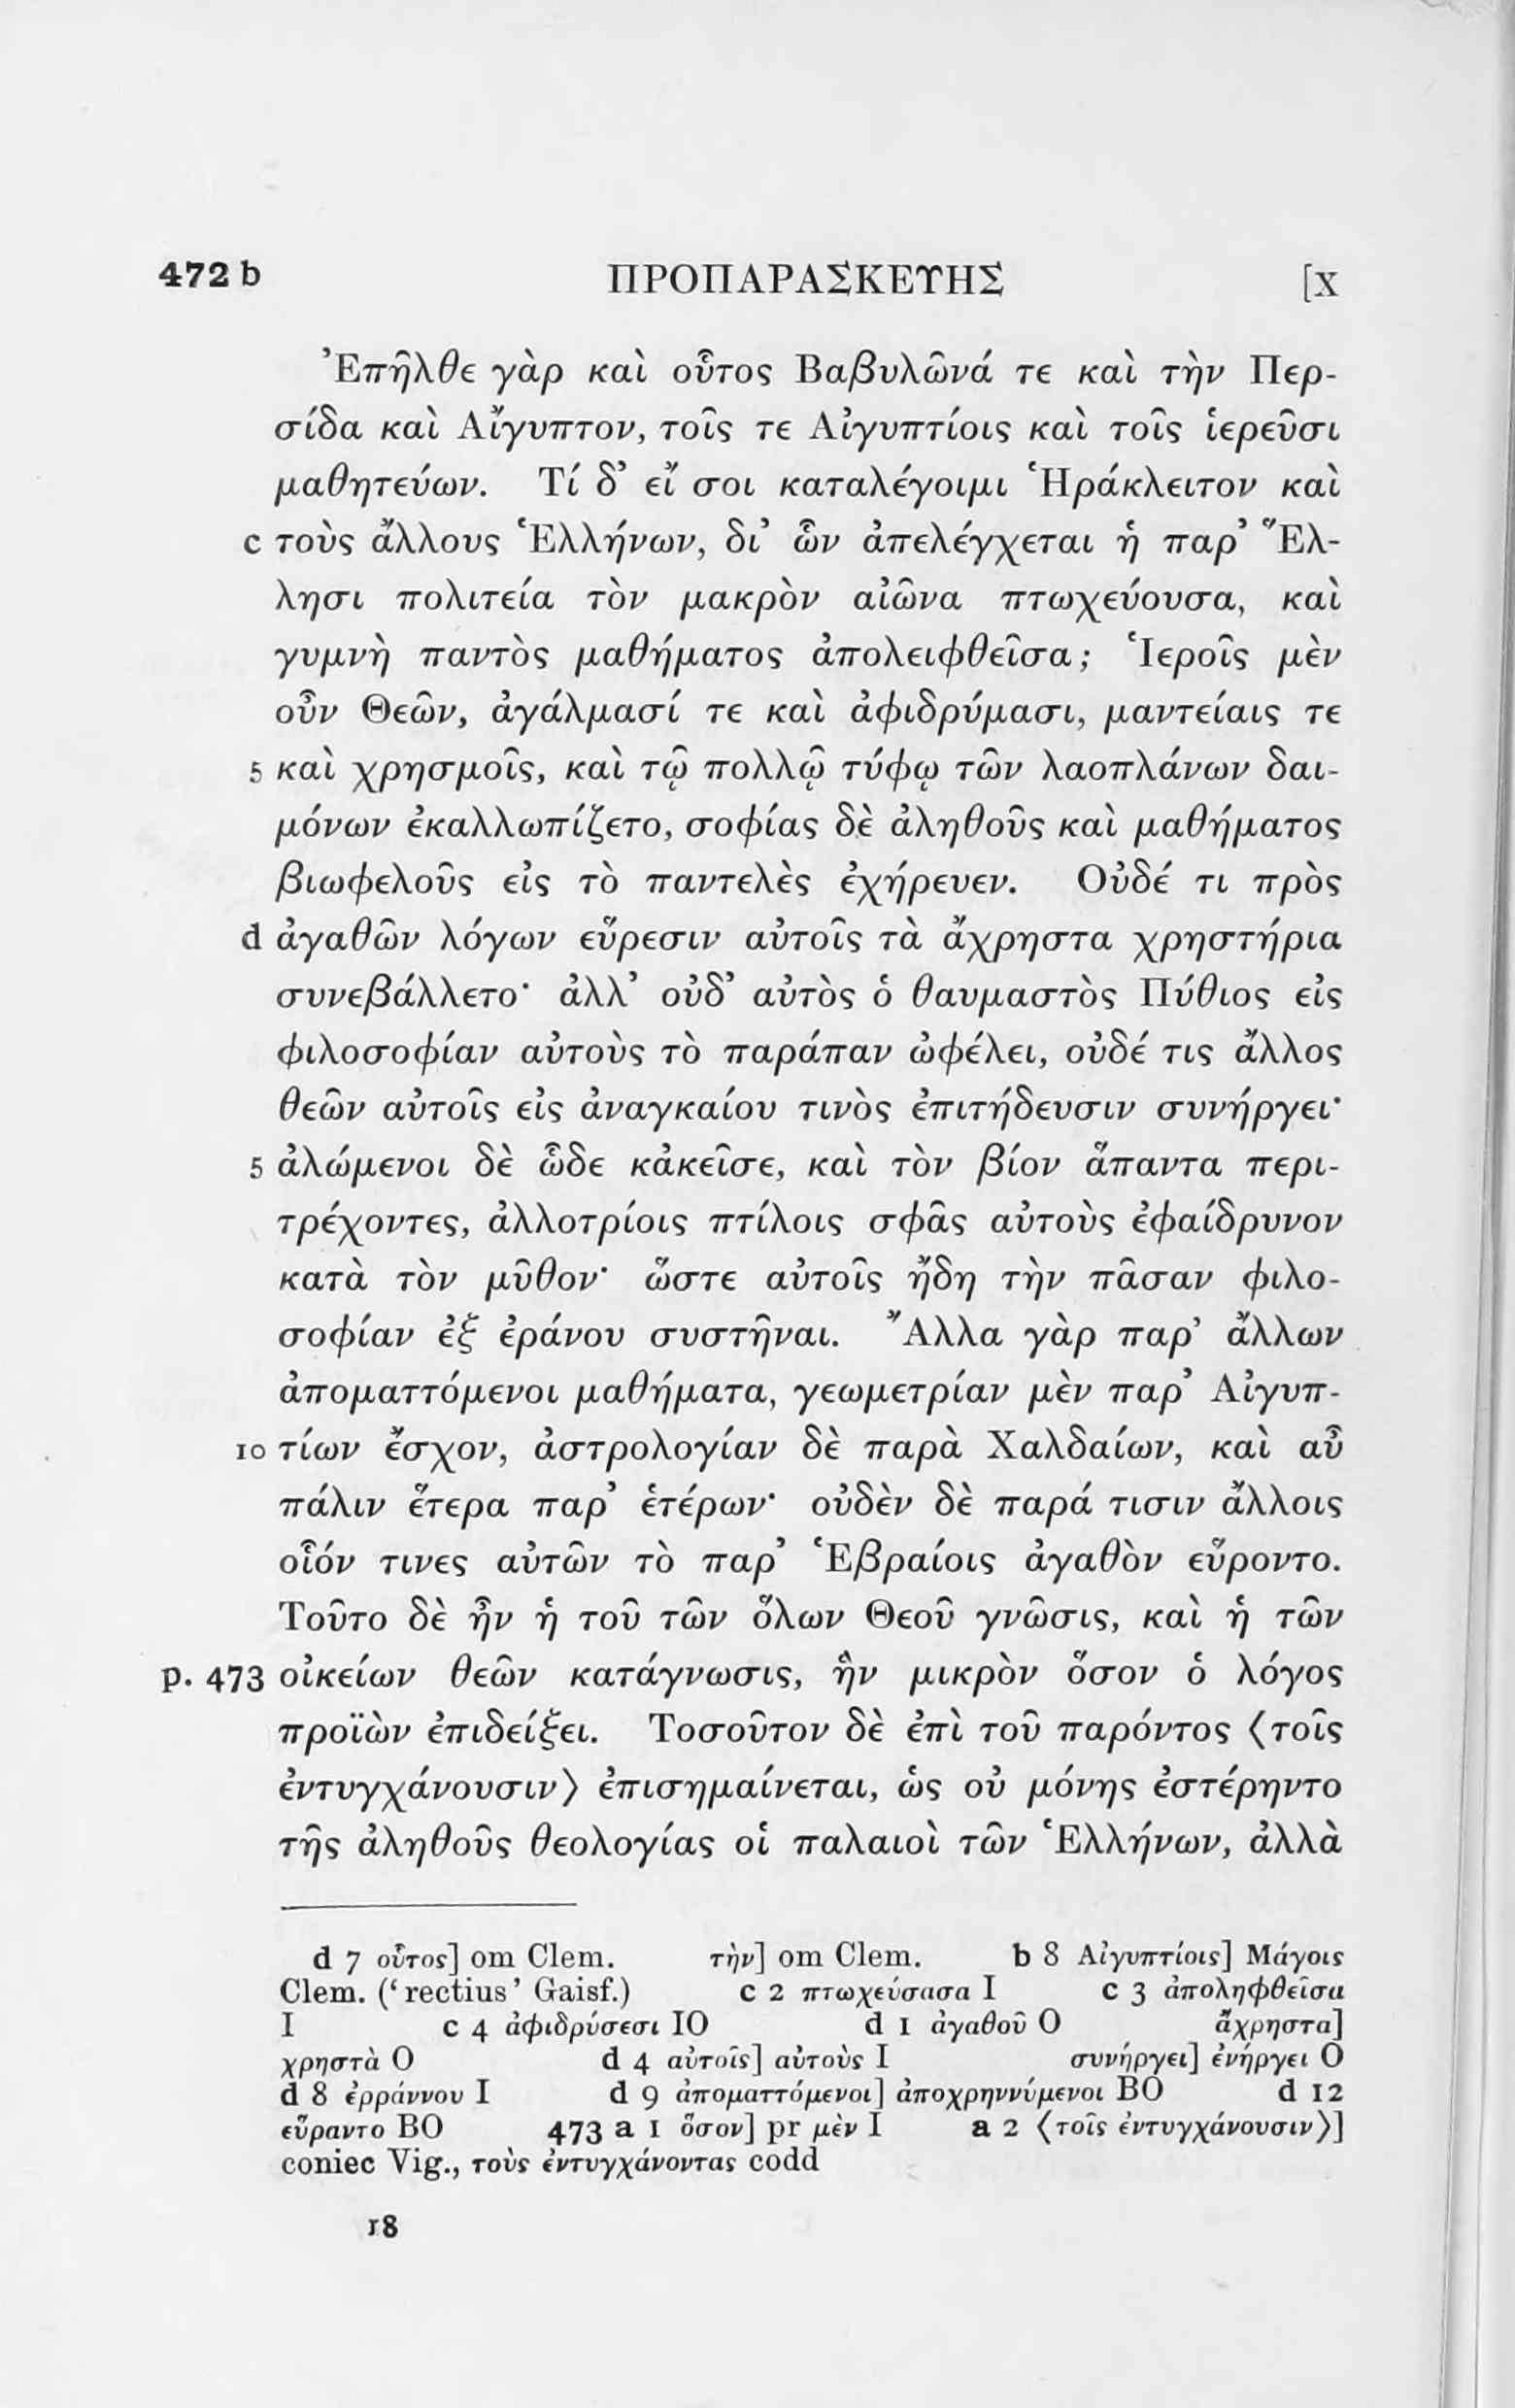 472 b ΠΡΟΠΑΡΑΣΚΕΥΗΣ [X
Ἐπῆλθε γὰρ καὶ οὗτος Βαβυλῶνά τε καὶ τὴν Περ-
σίδα καὶ Αἴγυπτον, τοῖς τε Αἰγυπτίοις καὶ τοῖς ἱερεῦσι
μαθητεύων. Τί δ’ εἴ σοι καταλέγοιμι Ἡράκλειτον καὶ
c τοὺς ἄλλους Ἑλλήνων, δι’ ὧν ἀπελέγχεται ἡ παρ’ Ἕλ-
λησι πολιτεία τὸν μακρὸν αἰῶνα πτωχεύουσα, καὶ
γυμνὴ παντὸς μαθήματος ἀπολειφθεῖσα; Ἱεροῖς μὲν
οὖν Θεῶν, ἀγάλμασί τε καὶ ἀφιδρύμασι, μαντείαις τε
5 καὶ χρησμοῖς, καὶ τῷ πολλῷ τύφῳ τῶν λαοπλάνων δαι-
μόνων ἐκαλλωπίζετο, σοφίας δὲ ἀληθοῦς καὶ μαθήματος
βιωφελοῦς εἰς τὸ παντελὲς ἐχήρευεν. Οὐδέ τι πρὸς
d ἀγαθῶν λόγων εὕρεσιν αὐτοῖς τὰ ἄχρηστα χρηστήρια
συνεβάλλετο· ἀλλ’ οὐδ’ αὐτὸς ὁ θαυμαστὸς Πύθιος εἰς
φιλοσοφίαν αὐτοὺς τὸ παράπαν ὠφέλει, οὐδέ τις ἄλλος
θεῶν αὐτοῖς εἰς ἀναγκαίου τινὸς ἐπιτήδευσιν συνήργει·
5 ἀλώμενοι δὲ ὧδε κἀκεῖσε, καὶ τὸν βίον ἅπαντα περι-
τρέχοντες, ἀλλοτρίοις πτίλοις σφᾶς αὐτοὺς ἐφαίδρυνον
κατὰ τὸν μῦθον· ὥστε αὐτοῖς ἤδη τὴν πᾶσαν φιλο-
σοφίαν ἐξ ἐράνου συστῆναι. Ἄλλα γὰρ παρ’ ἄλλων
ἀποματτόμενοι μαθήματα, γεωμετρίαν μὲν παρ’ Αἰγυπ-
10 τίων ἔσχον, ἀστρολογίαν δὲ παρὰ Χαλδαίων, καὶ αὖ
πάλιν ἕτερα παρ’ ἑτέρων· οὐδὲν δὲ παρά τισιν ἄλλοις
οἷόν τινες αὐτῶν τὸ παρ’ Ἑβραίοις ἀγαθὸν εὕροντο.
Τοῦτο δὲ ἦν ἡ τοῦ τῶν ὅλων Θεοῦ γνῶσις, καὶ ἡ τῶν
p. 473 οἰκείων θεῶν κατάγνωσις, ἣν μικρὸν ὅσον ὁ λόγος
προϊὼν ἐπιδείξει. Τοσοῦτον δὲ ἐπὶ τοῦ παρόντος ⟨τοῖς
ἐντυγχάνουσιν⟩ ἐπισημαίνεται, ὡς οὐ μόνης ἐστέρηντο
τῆς ἀληθοῦς θεολογίας οἱ παλαιοὶ τῶν Ἑλλήνων, ἀλλὰ
d 7 οὗτος] om Clem. τὴν] om Clem. b 8 Αἰγυπτίοις] Μάγοις
Clem. (‘rectius’ Gaisf.) c 2 πτωχεύσασα I c 3 ἀποληφθεῖσα
I c 4 ἀφιδρύσεσι IO d 1 ἀγαθοῦ O ἄχρηστα]
χρηστὰ O d 4 αὐτοῖς] αὐτοὺς I συνήργει] ἐνήργει O
d 8 ἐρράννου I d 9 ἀποματτόμενοι] ἀποχρηννύμενοι BO d 12
εὕραντο BO 473 a 1 ὅσον] pr μὲν I a 2 ⟨τοῖς ἐντυγχάνουσιν⟩]
coniec Vig., τοὺς ἐντυγχάνοντας codd
18